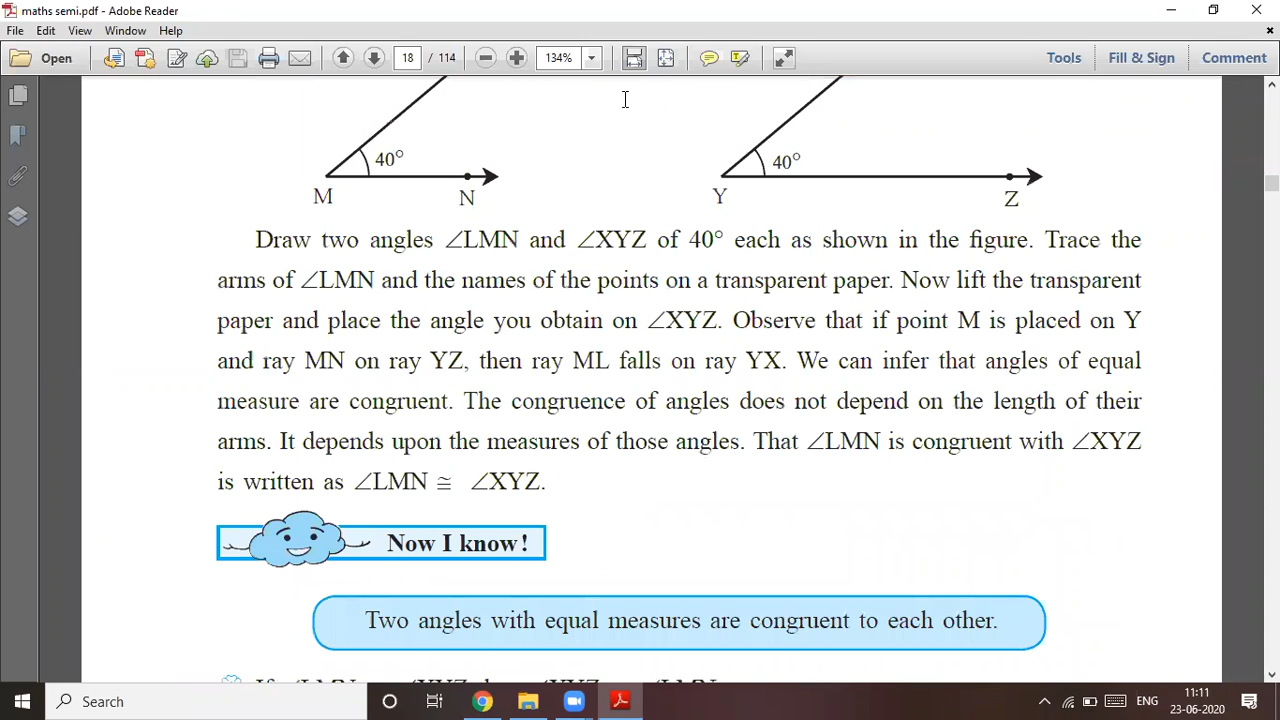 maths semi.pdf - Adobe Reader
File Edit View Window Help
Open 18 / 114 134% Tools Fill & Sign Comment
40° 40°
M N Y Z
Draw two angles ∠LMN and ∠XYZ of 40° each as shown in the figure. Trace the
arms of ∠LMN and the names of the points on a transparent paper. Now lift the transparent
paper and place the angle you obtain on ∠XYZ. Observe that if point M is placed on Y
and ray MN on ray YZ, then ray ML falls on ray YX. We can infer that angles of equal
measure are congruent. The congruence of angles does not depend on the length of their
arms. It depends upon the measures of those angles. That ∠LMN is congruent with ∠XYZ
is written as ∠LMN ≅ ∠XYZ.
Now I know!
Two angles with equal measures are congruent to each other.
Search ENG 11:11
23-06-2020